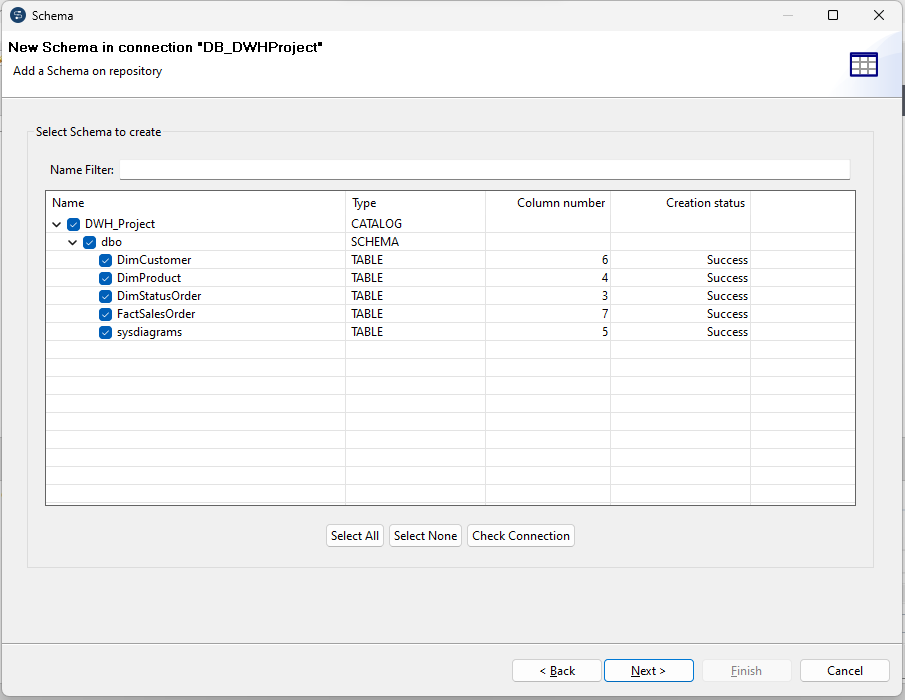 Schema
New Schema in connection "DB_DWHProject"
Add a Schema on repository
Select Schema to create
Name Filter:
Name Type Column number Creation status
DWH_Project CATALOG
dbo SCHEMA
DimCustomer TABLE 6 Success
DimProduct TABLE 4 Success
DimStatusOrder TABLE 3 Success
FactSalesOrder TABLE 7 Success
sysdiagrams TABLE 5 Success
Select All Select None Check Connection
< Back Next > Finish Cancel